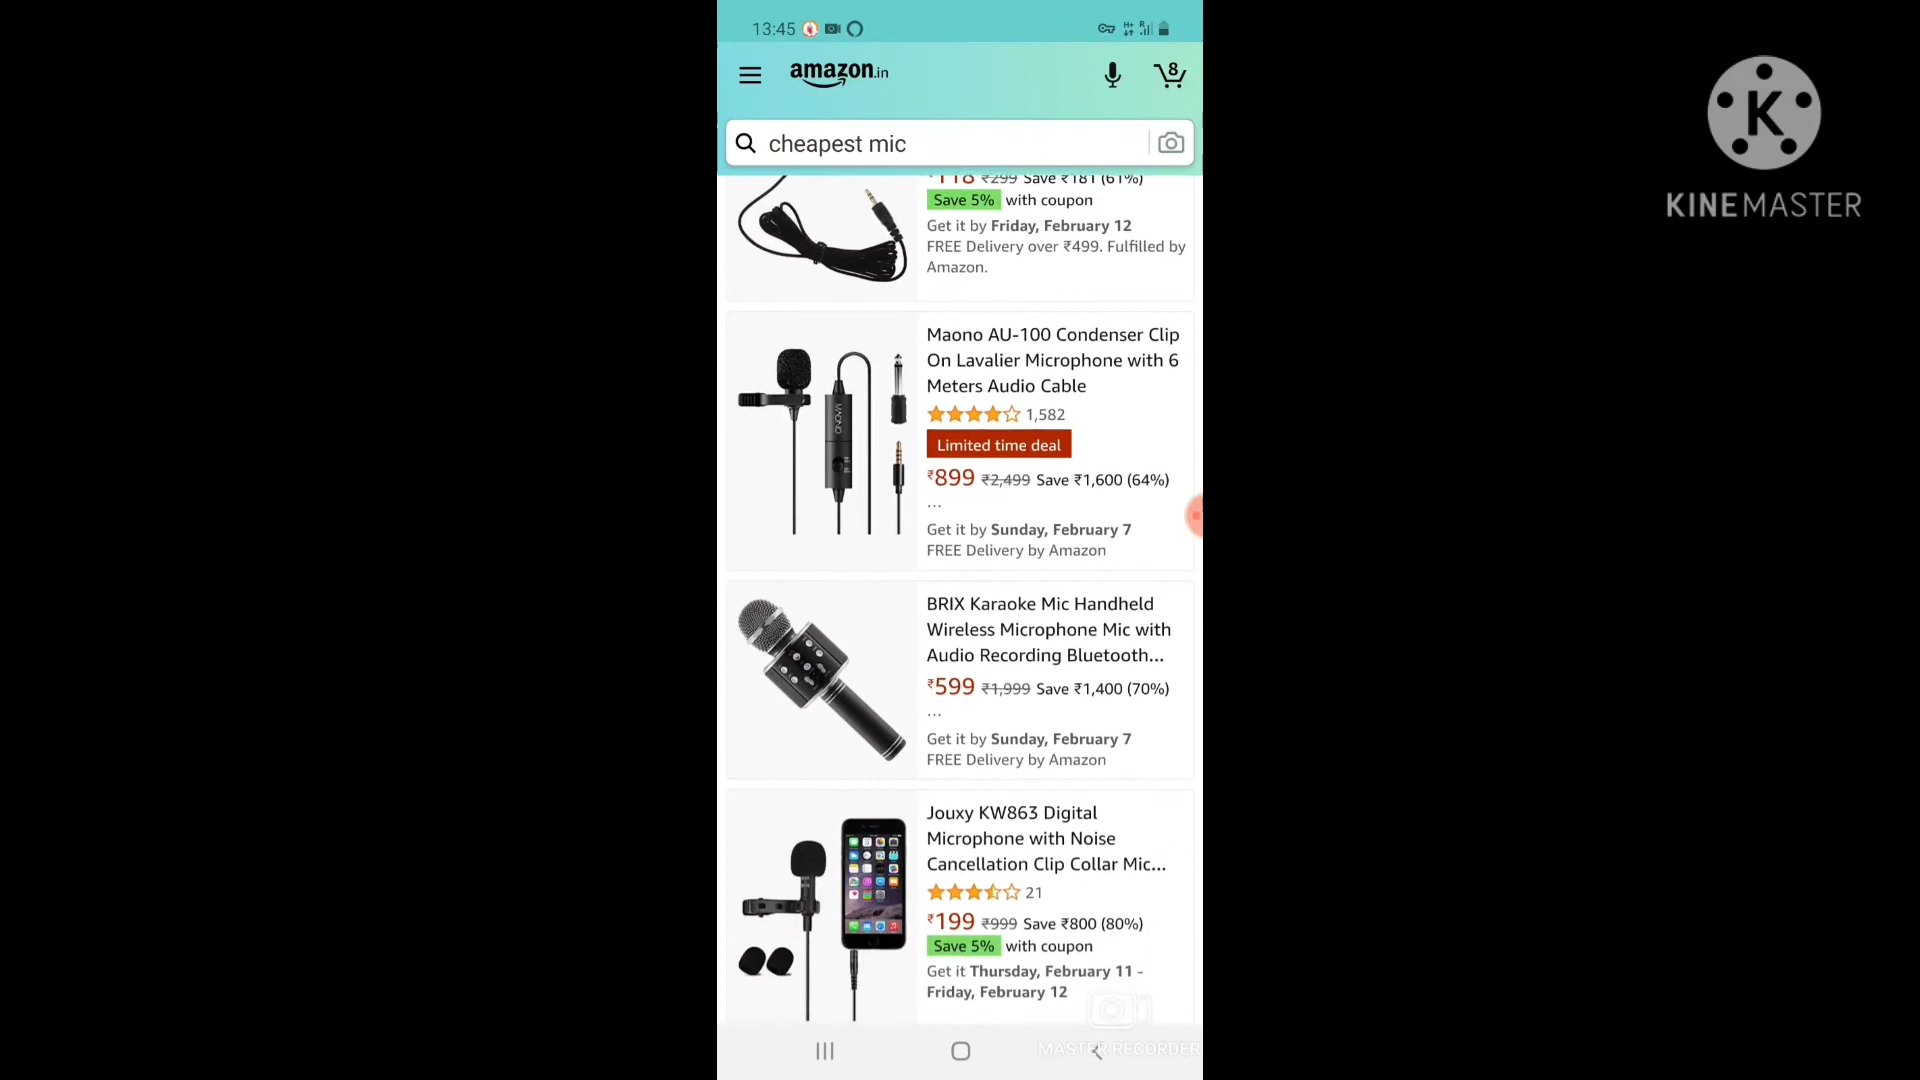 13:45
amazon.in
8
cheapest mic
₹118 ₹299 Save ₹181 (61%)
Save 5% with coupon
Get it by Friday, February 12
FREE Delivery over ₹499. Fulfilled by
Amazon.
Maono AU-100 Condenser Clip
On Lavalier Microphone with 6
Meters Audio Cable
1,582
Limited time deal
₹899 ₹2,499 Save ₹1,600 (64%)
...
Get it by Sunday, February 7
FREE Delivery by Amazon
MAONO
BRIX Karaoke Mic Handheld
Wireless Microphone Mic with
Audio Recording Bluetooth...
₹599 ₹1,999 Save ₹1,400 (70%)
...
Get it by Sunday, February 7
FREE Delivery by Amazon
Jouxy KW863 Digital
Microphone with Noise
Cancellation Clip Collar Mic...
21
₹199 ₹999 Save ₹800 (80%)
Save 5% with coupon
Get it Thursday, February 11 -
Friday, February 12
MASTER RECORDER
K
KINEMASTER